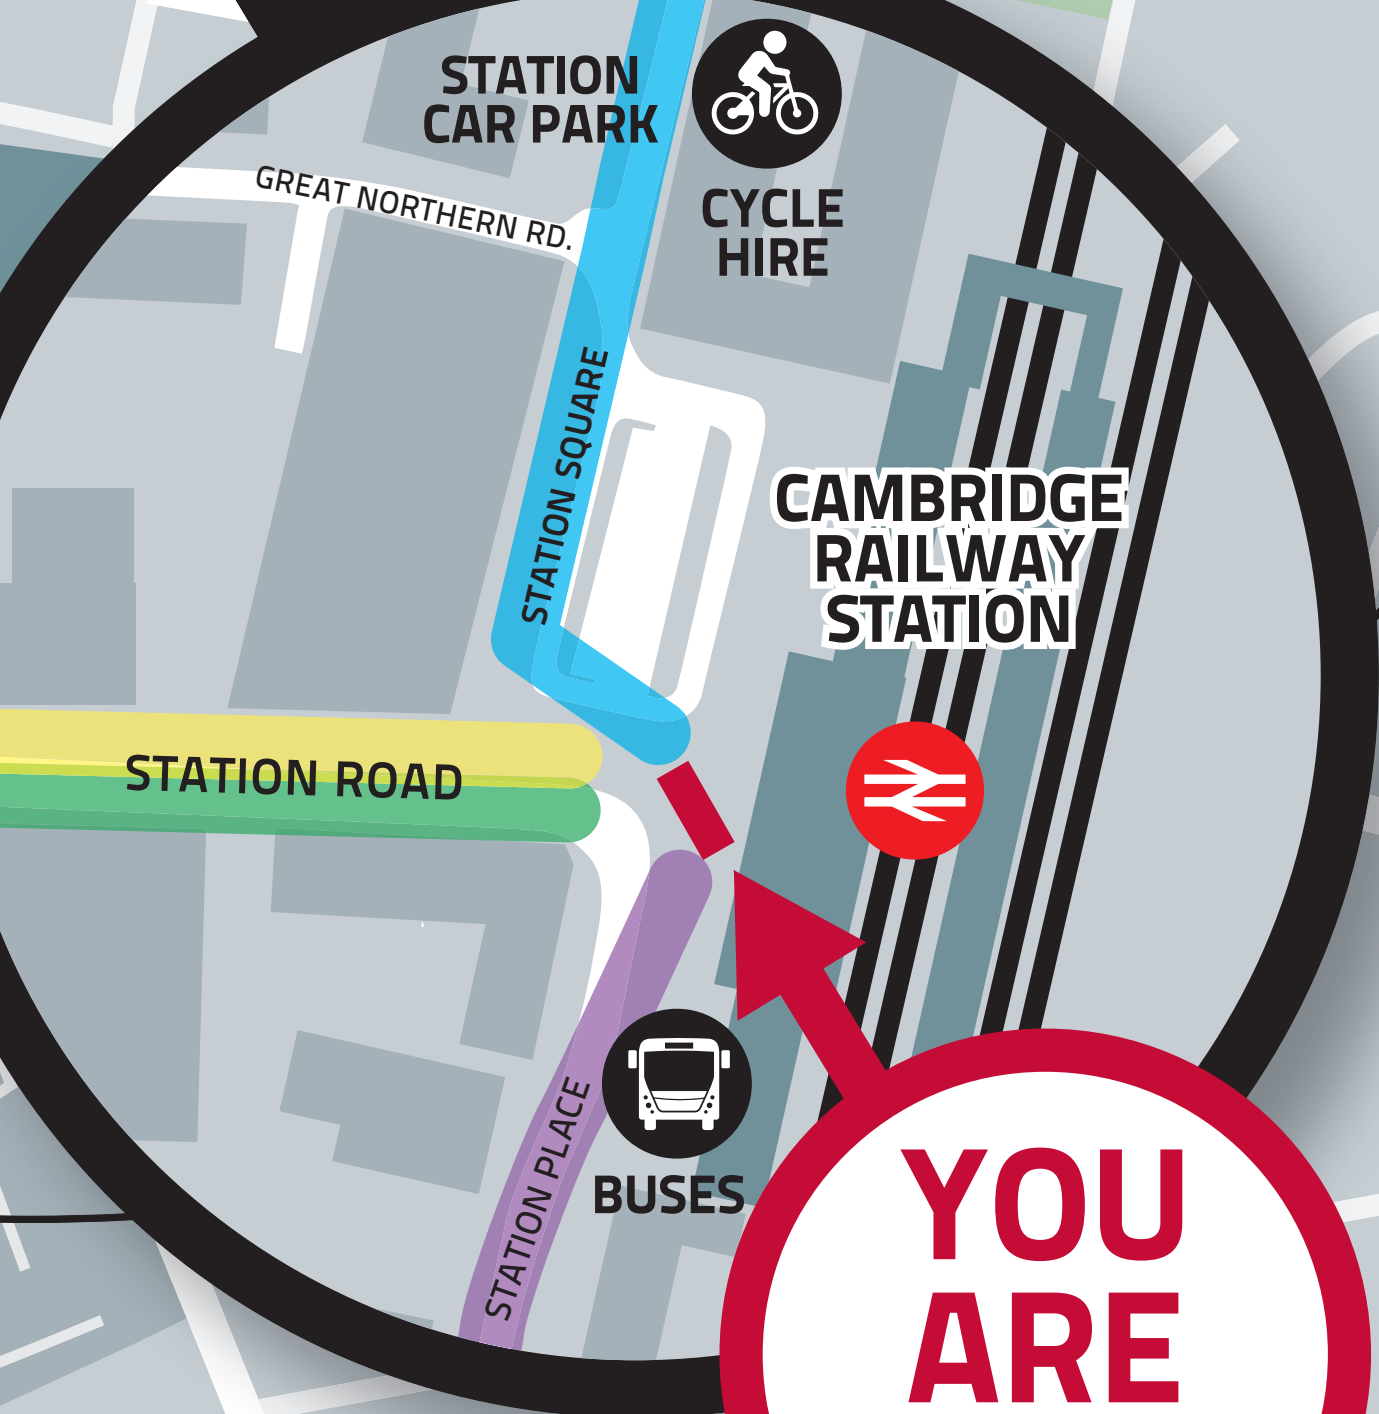 STATION
CAR PARK
CYCLE
HIRE
GREAT NORTHERN RD.
STATION SQUARE
CAMBRIDGE
RAILWAY
STATION
STATION ROAD
STATION PLACE
BUSES
YOU
ARE